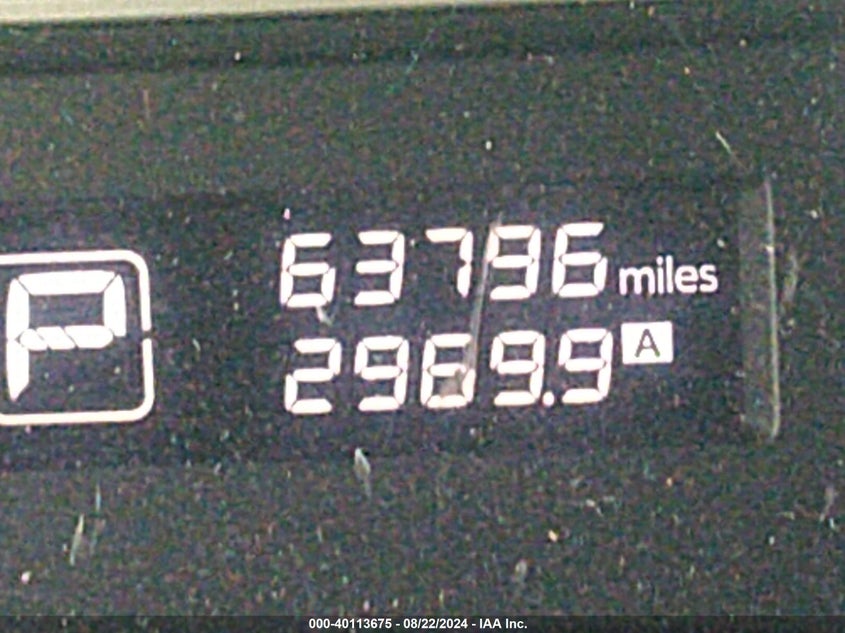 P
63796 miles
2969.9 A
000-40113675 - 08/22/2024 - IAA Inc.